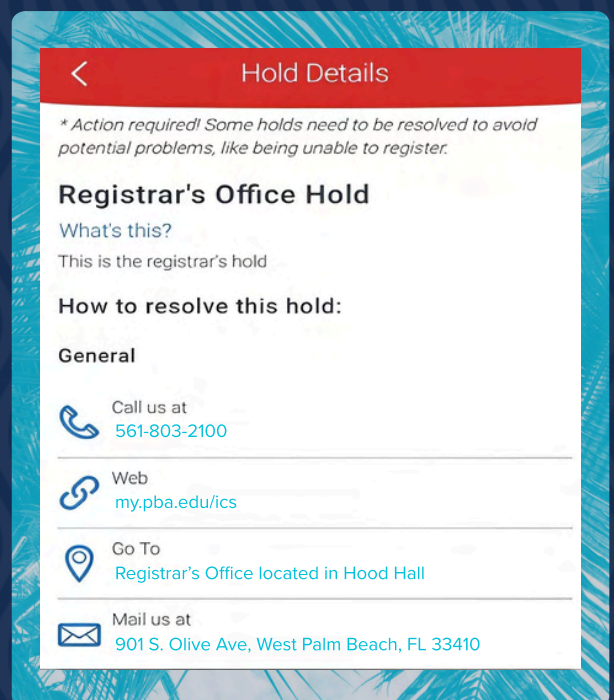 Hold Details
* Action required! Some holds need to be resolved to avoid
potential problems, like being unable to register.
Registrar's Office Hold
What's this?
This is the registrar's hold
How to resolve this hold:
General
Call us at
561-803-2100
Web
my.pba.edu/ics
Go To
Registrar’s Office located in Hood Hall
Mail us at
901 S. Olive Ave, West Palm Beach, FL 33410